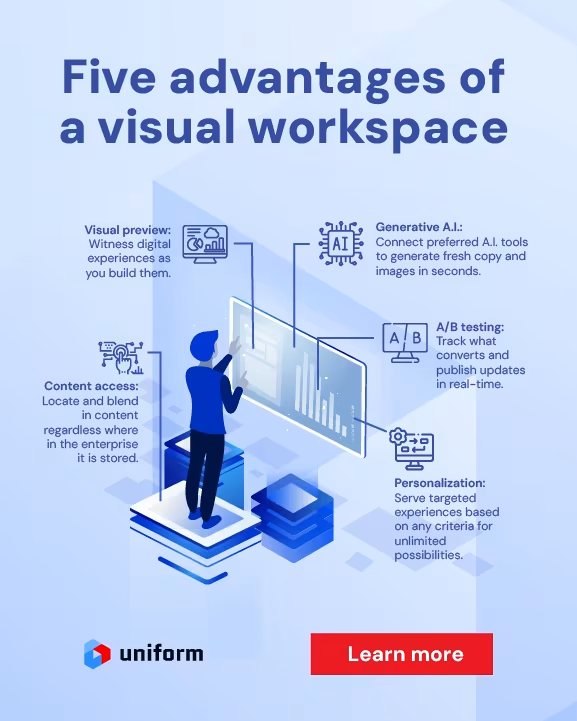 Five advantages of
a visual workspace
Visual preview:
Witness digital
experiences as
you build them.
AI
Generative A.I.:
Connect preferred A.I. tools
to generate fresh copy and
images in seconds.
A/B
A/B testing:
Track what
converts and
publish updates
in real-time.
Content access:
Locate and blend
in content
regardless where
in the enterprise
it is stored.
Personalization:
Serve targeted
experiences based
on any criteria for
unlimited
possibilities.
uniform
Learn more